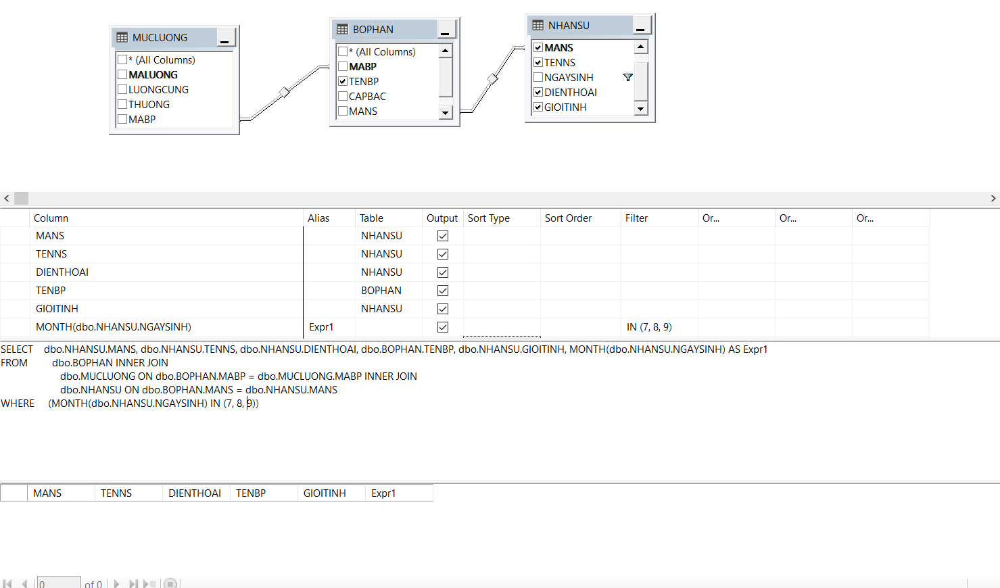 MUCLUONG
* (All Columns)
MALUONG
LUONGCUNG
THUONG
MABP
BOPHAN
* (All Columns)
MABP
TENBP
CAPBAC
MANS
NHANSU
MANS
TENNS
NGAYSINH
DIENTHOAI
GIOITINH
Column Alias Table Output Sort Type Sort Order Filter Or... Or... Or...
MANS NHANSU
TENNS NHANSU
DIENTHOAI NHANSU
TENBP BOPHAN
GIOITINH NHANSU
MONTH(dbo.NHANSU.NGAYSINH) Expr1 IN (7, 8, 9)
SELECT dbo.NHANSU.MANS, dbo.NHANSU.TENNS, dbo.NHANSU.DIENTHOAI, dbo.BOPHAN.TENBP, dbo.NHANSU.GIOITINH, MONTH(dbo.NHANSU.NGAYSINH) AS Expr1
FROM dbo.BOPHAN INNER JOIN
dbo.MUCLUONG ON dbo.BOPHAN.MABP = dbo.MUCLUONG.MABP INNER JOIN
dbo.NHANSU ON dbo.BOPHAN.MANS = dbo.NHANSU.MANS
WHERE (MONTH(dbo.NHANSU.NGAYSINH) IN (7, 8, 9))
MANS TENNS DIENTHOAI TENBP GIOITINH Expr1
0 of 0